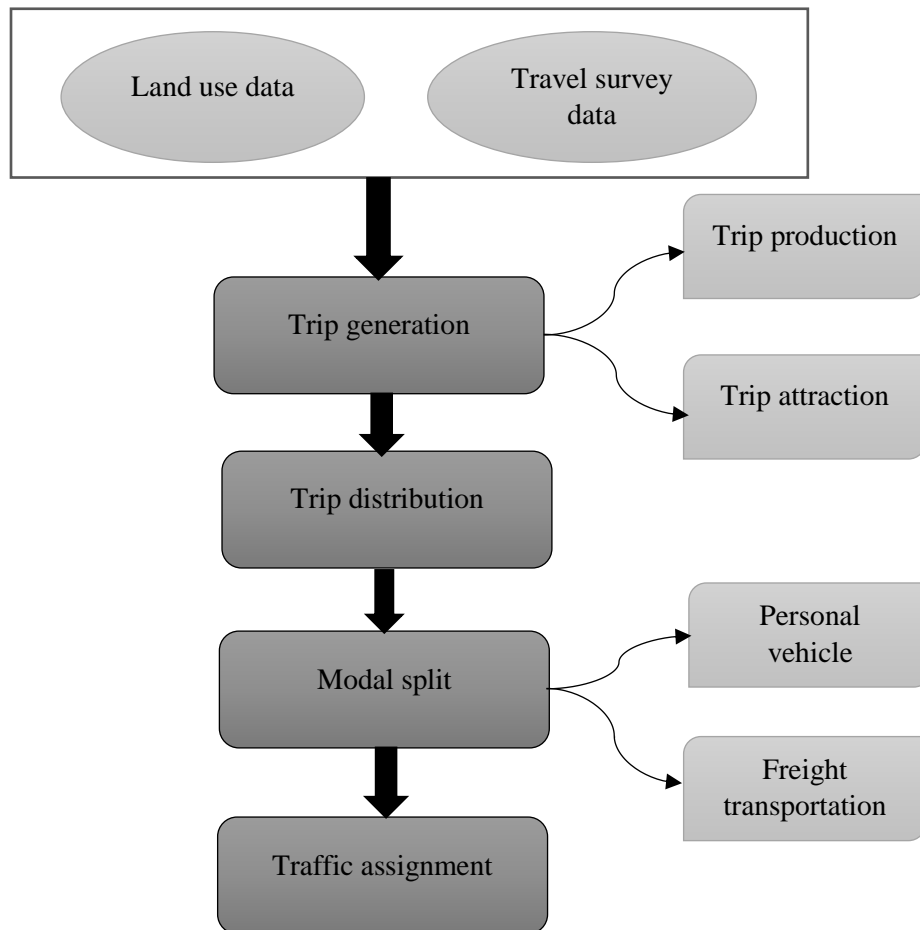 Land use data
Travel survey
data
Trip production
Trip generation
Trip attraction
Trip distribution
Personal
vehicle
Modal split
Freight
transportation
Traffic assignment